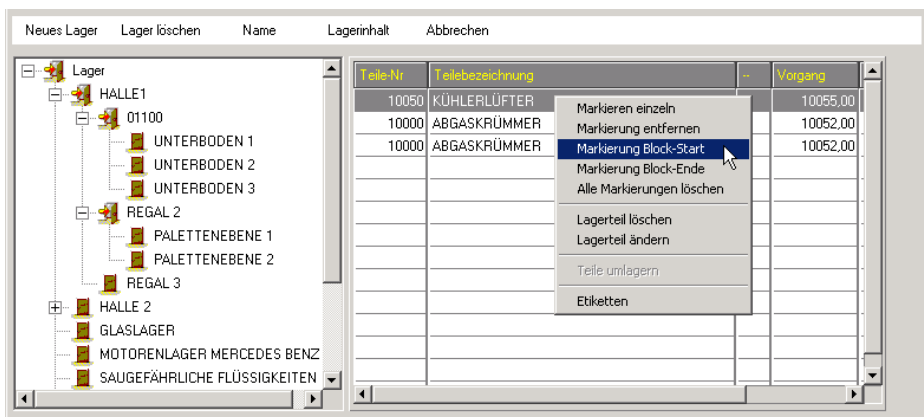 Neues Lager Lager löschen Name Lagerinhalt Abbrechen
Lager
HALLE1
01100
UNTERBODEN 1
UNTERBODEN 2
UNTERBODEN 3
REGAL 2
PALETTENEBENE 1
PALETTENEBENE 2
REGAL 3
HALLE 2
GLASLAGER
MOTORENLAGER MERCEDES BENZ
SAUGEFÄHRLICHE FLÜSSIGKEITEN
Teile-Nr Teilebezeichnung -- Vorgang
10050 KÜHLERLÜFTER 10055,00
10000 ABGASKRÜMMER 10052,00
10000 ABGASKRÜMMER 10052,00
Markieren einzeln
Markierung entfernen
Markierung Block-Start
Markierung Block-Ende
Alle Markierungen löschen
Lagerteil löschen
Lagerteil ändern
Teile umlagern
Etiketten